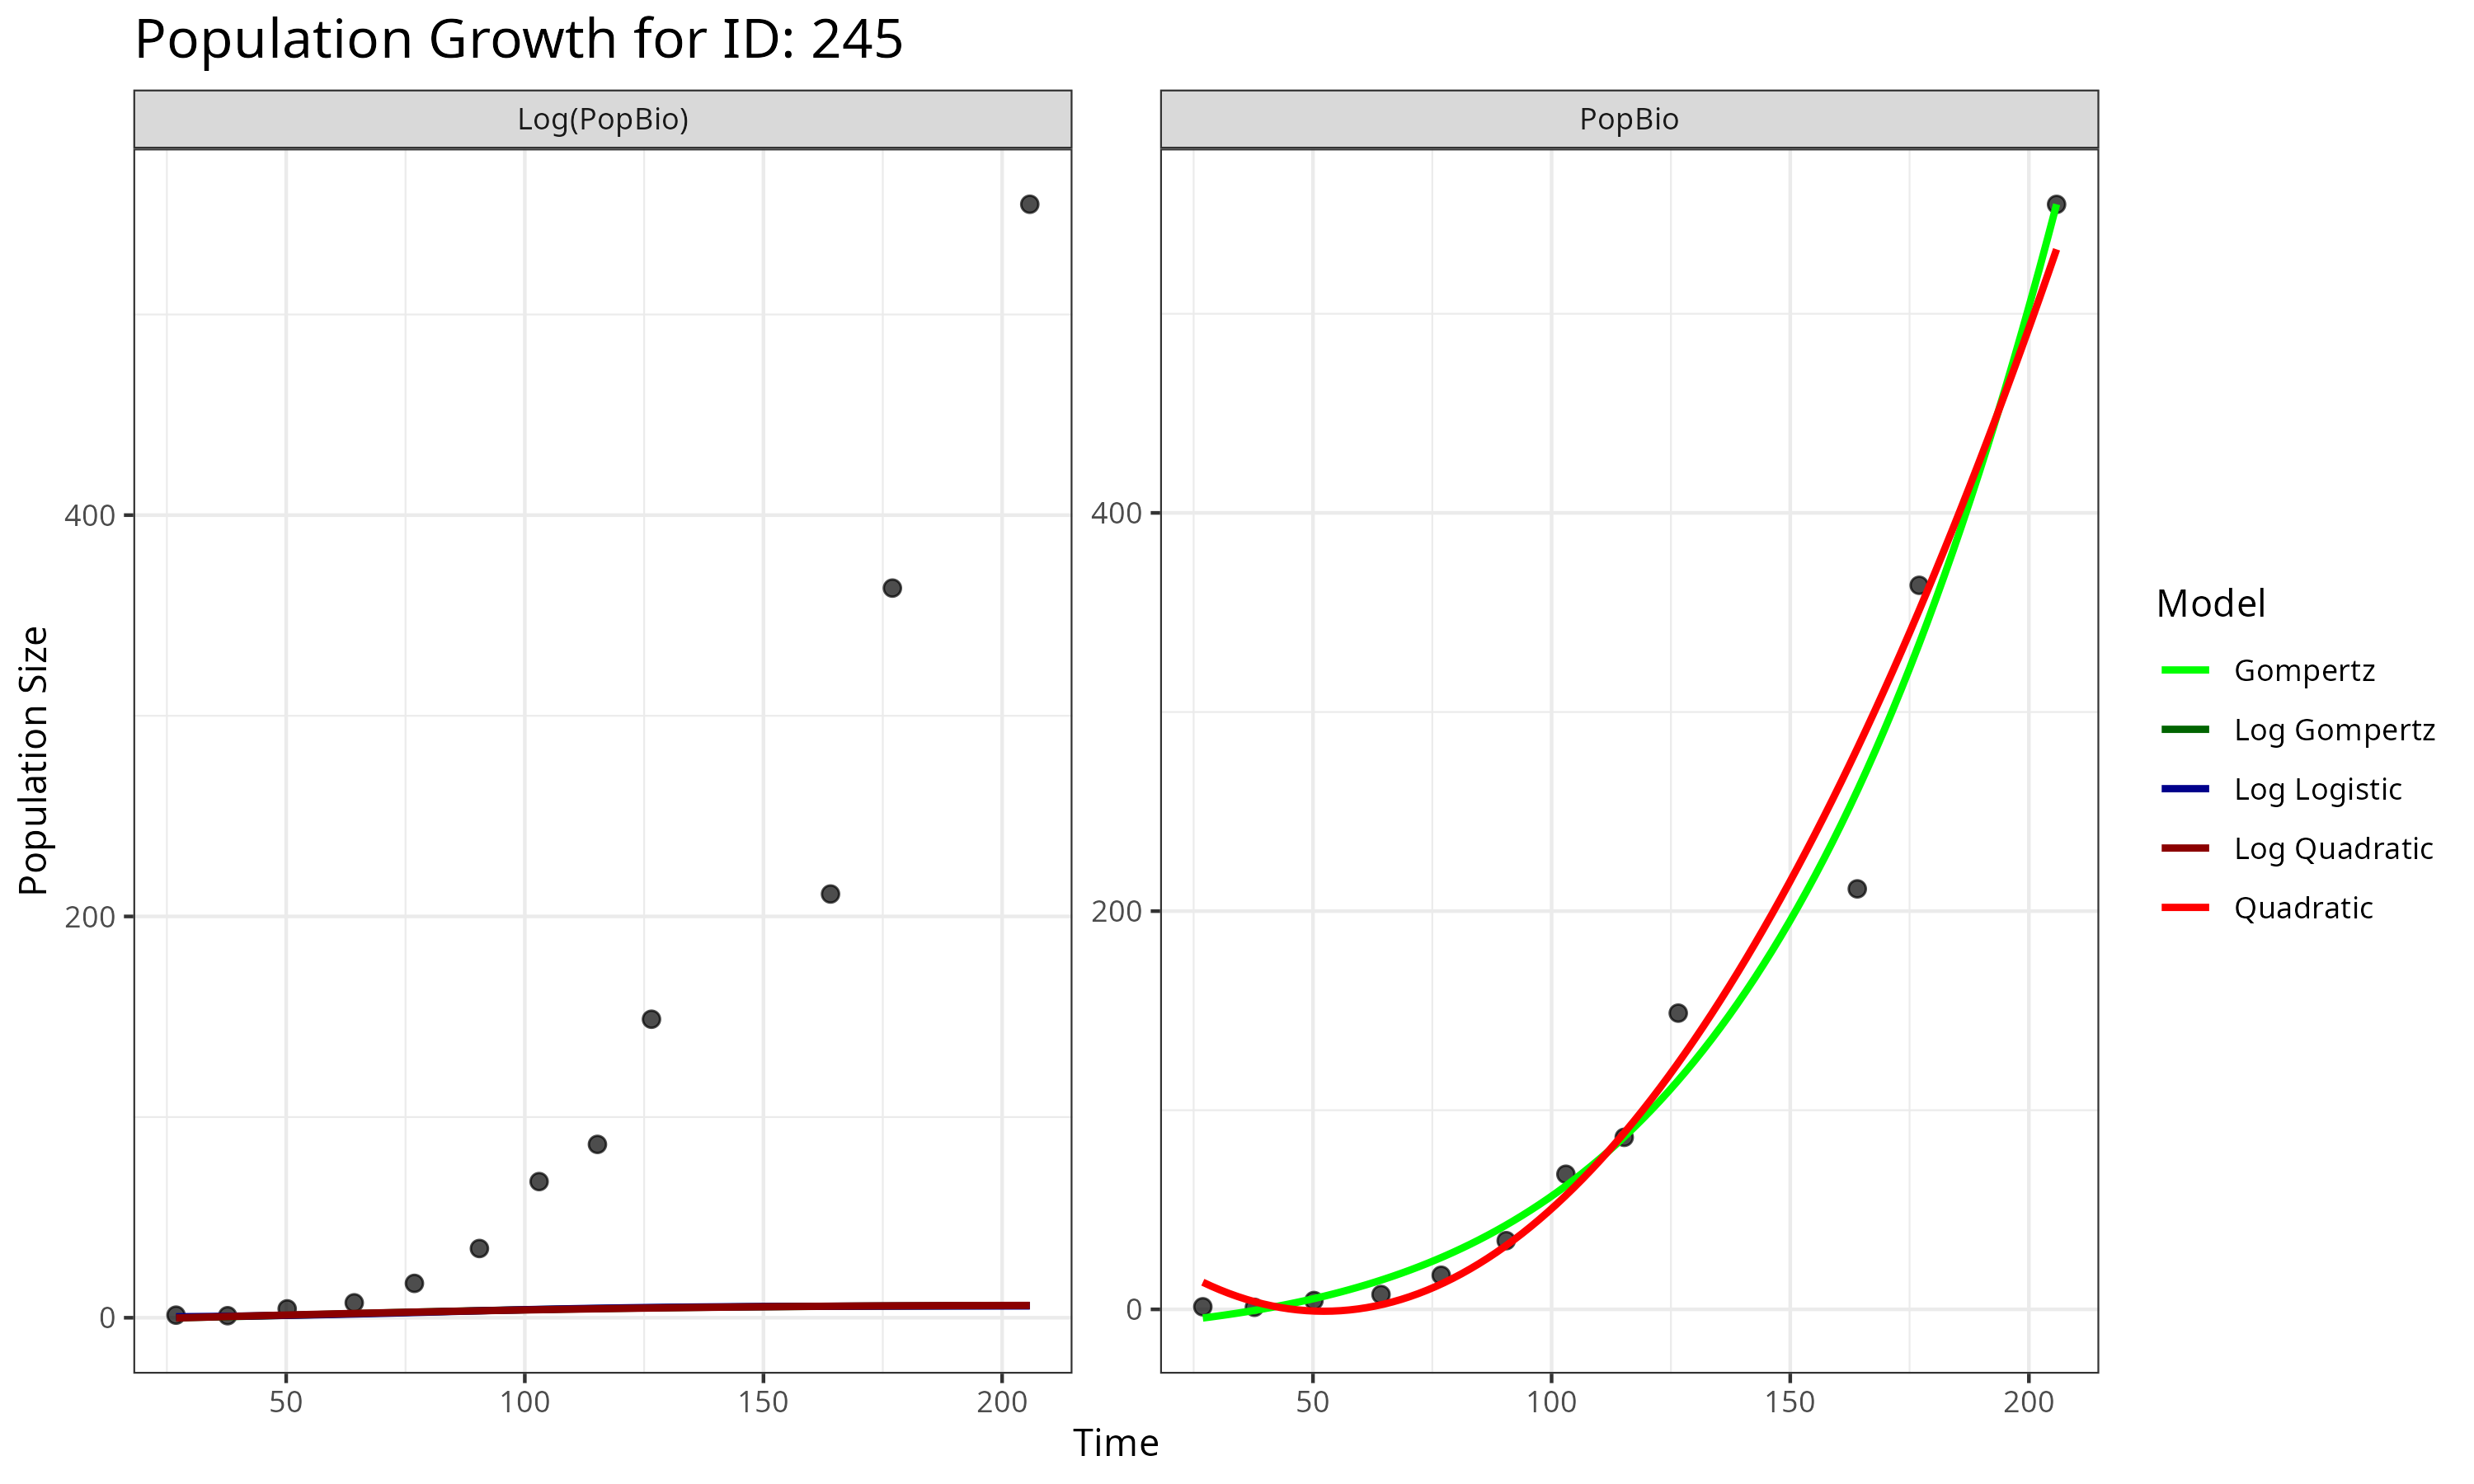 Population Growth for ID: 245
Log(PopBio)
PopBio
Population Size
400
200
0
400
200
0
50
100
150
200
50
100
150
200
Time
Model
Gompertz
Log Gompertz
Log Logistic
Log Quadratic
Quadratic